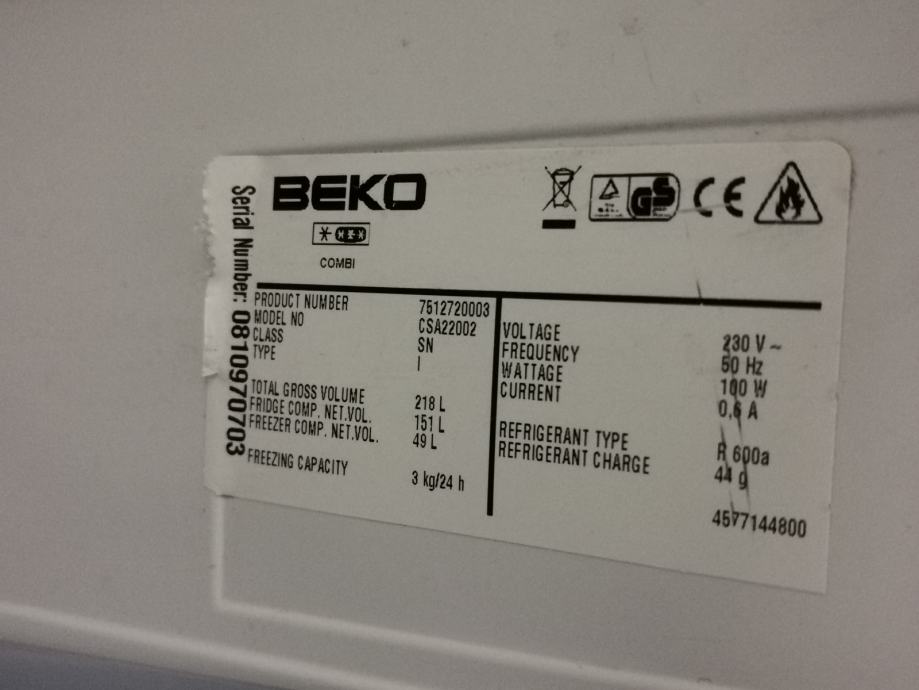 BEKO
COMBI
GS
CE
Serial Number: 0810970703
PRODUCT NUMBER 7512720003
MODEL NO CSA22002
CLASS SN
TYPE I
TOTAL GROSS VOLUME 218 L
FRIDGE COMP. NET.VOL. 151 L
FREEZER COMP. NET.VOL. 49 L
FREEZING CAPACITY 3 kg/24 h
VOLTAGE 230 V ~
FREQUENCY 50 Hz
WATTAGE 100 W
CURRENT 0,6 A
REFRIGERANT TYPE R 600a
REFRIGERANT CHARGE 44 g
4577144800